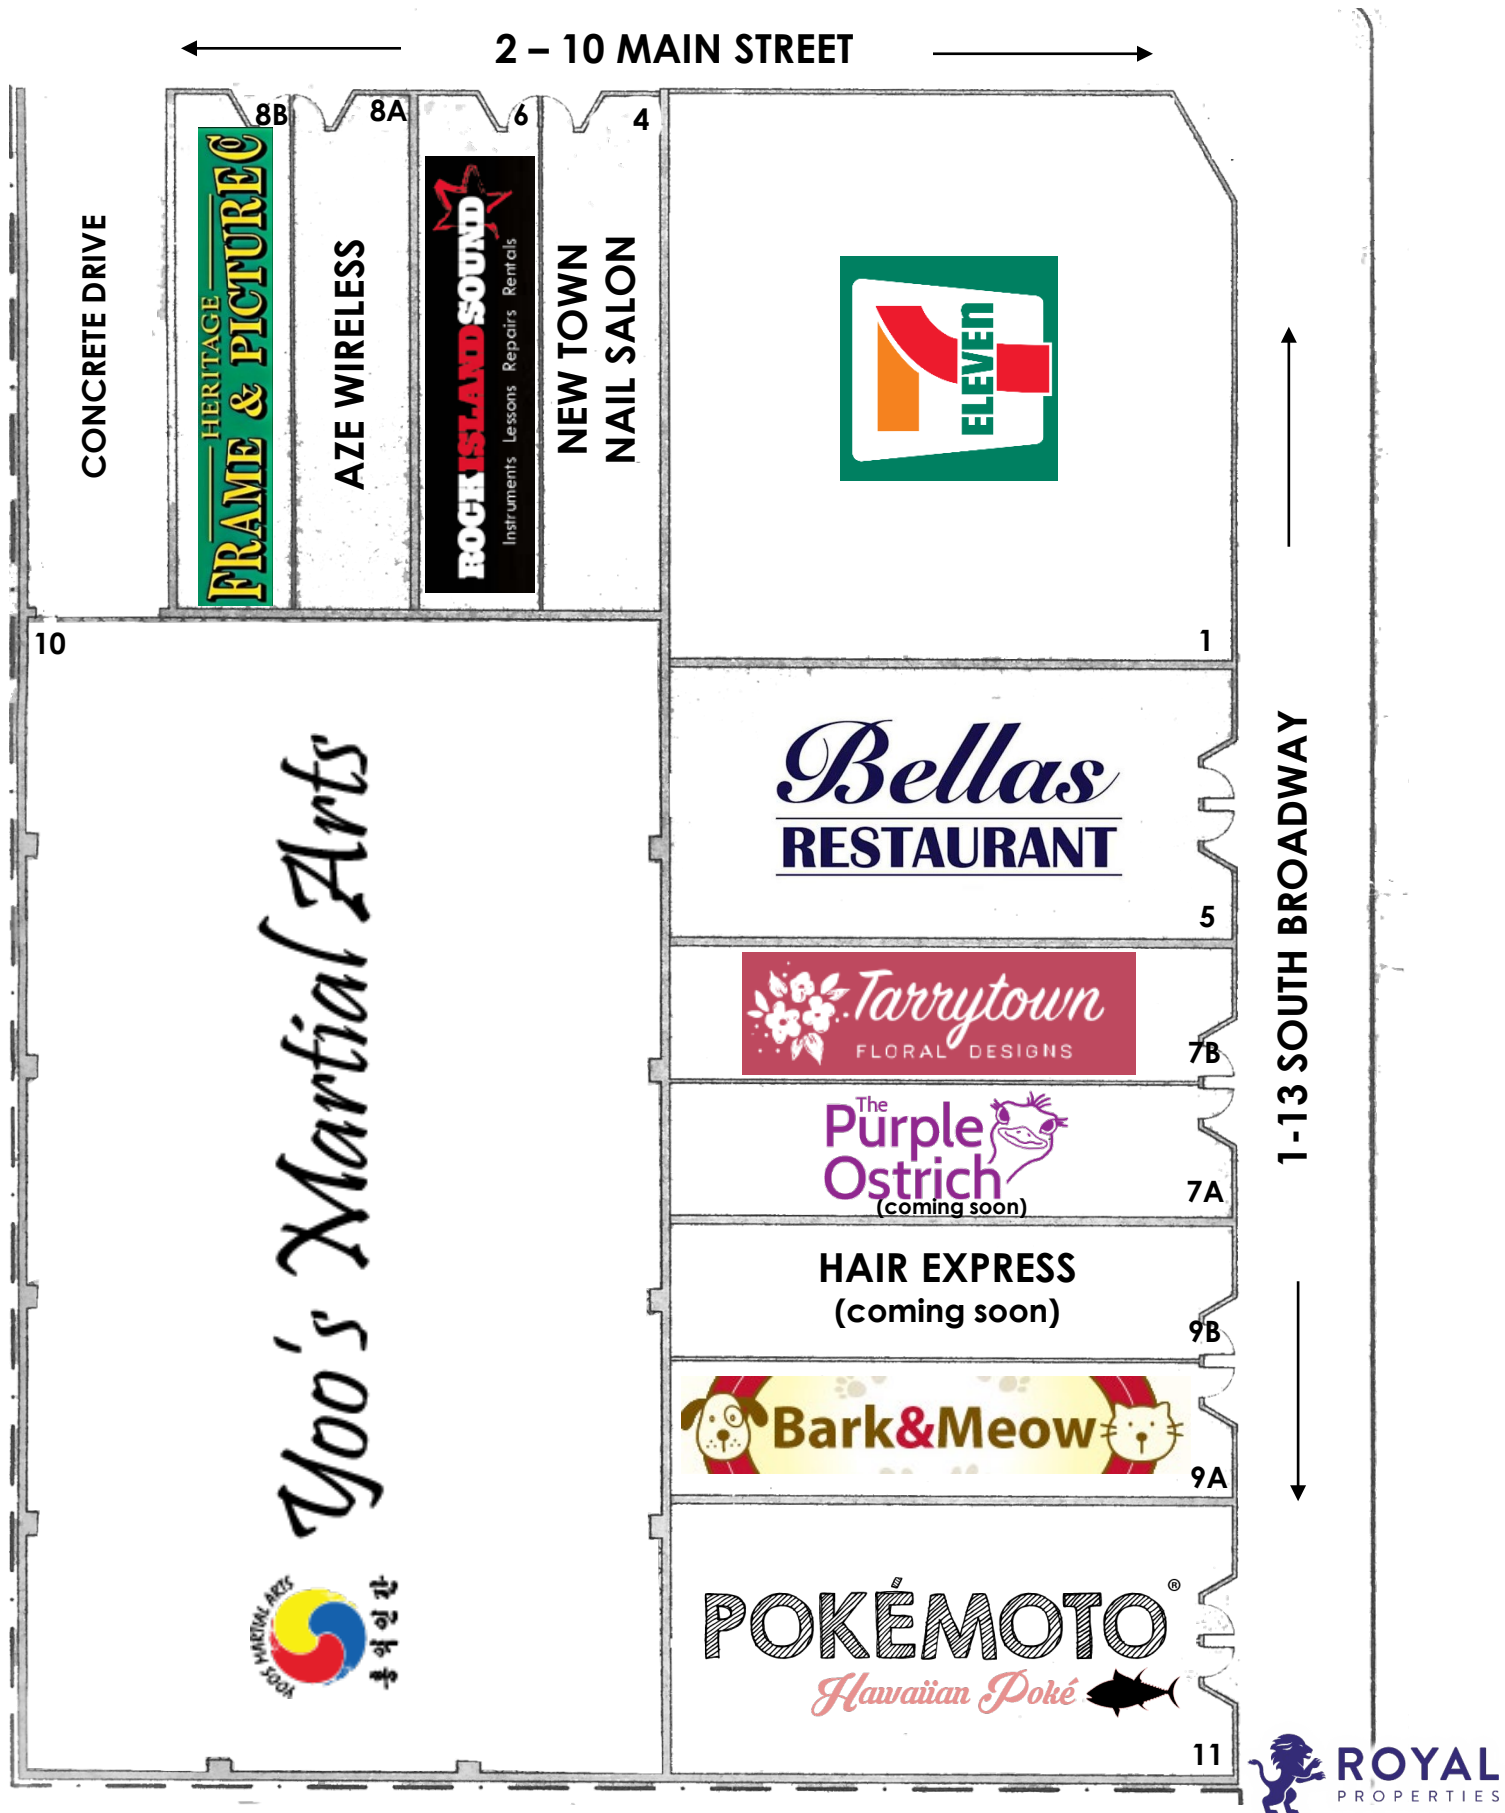 2 – 10 MAIN STREET
8B
8A
6
4
CONCRETE DRIVE
HERITAGE
FRAME & PICTURE C
AZE WIRELESS
ROCK ISLAND SOUND
Instruments Lessons Repairs Rentals
NEW TOWN
NAIL SALON
7 ELEVEn
1
10
Yoo's Martial Arts
YOO'S MARTIAL ARTS
Bellas
RESTAURANT
5
Tarrytown
FLORAL DESIGNS
7B
The
Purple
Ostrich
(coming soon)
7A
HAIR EXPRESS
(coming soon)
9B
Bark&Meow
9A
POKÉMOTO®
Hawaiian Poké
11
1-13 SOUTH BROADWAY
ROYAL
PROPERTIES